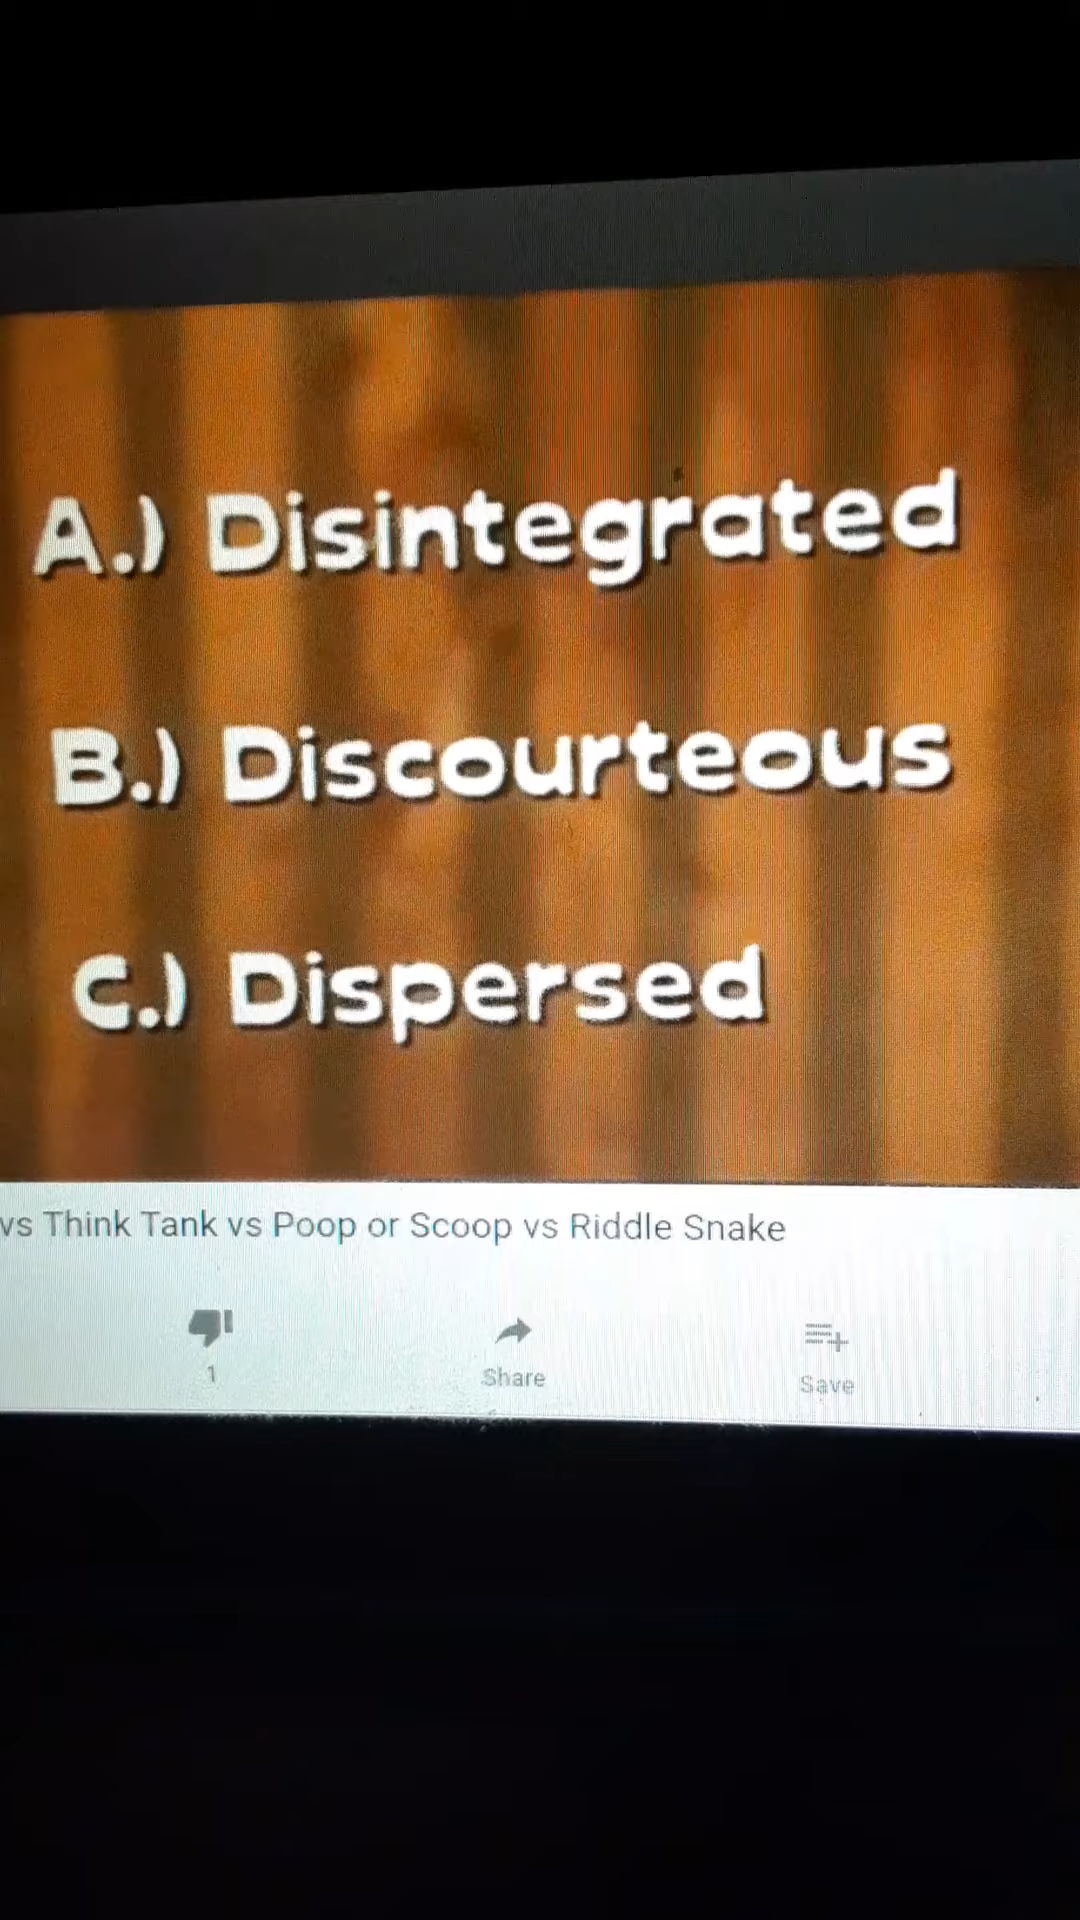 A.) Disintegrated
B.) Discourteous
C.) Dispersed
vs Think Tank vs Poop or Scoop vs Riddle Snake
1
Share
Save